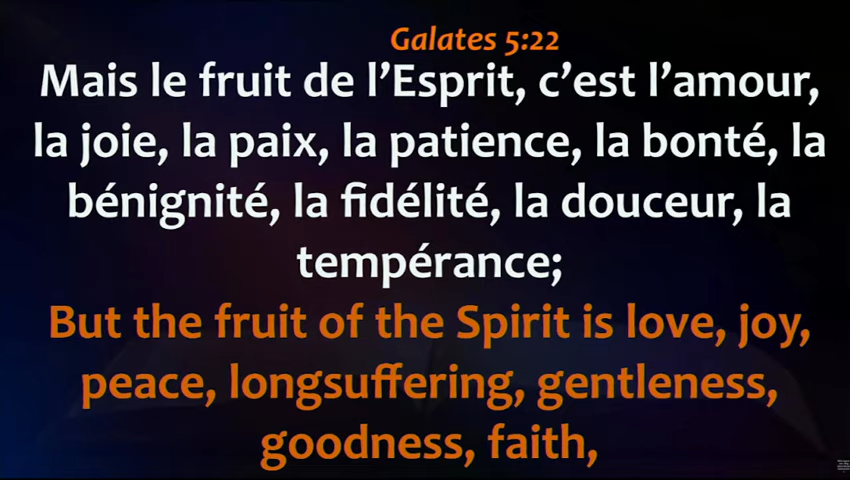 Galates 5:22
Mais le fruit de l’Esprit, c’est l’amour,
la joie, la paix, la patience, la bonté, la
bénignité, la fidélité, la douceur, la
tempérance;
But the fruit of the Spirit is love, joy,
peace, longsuffering, gentleness,
goodness, faith,